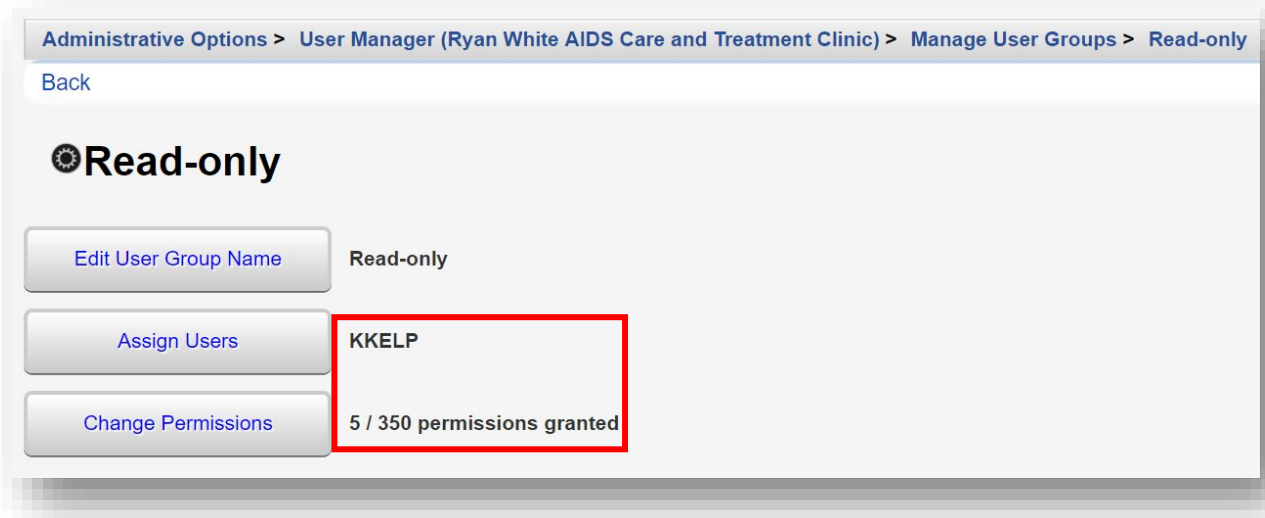 Administrative Options > User Manager (Ryan White AIDS Care and Treatment Clinic) > Manage User Groups > Read-only
Back
Read-only
Edit User Group Name Read-only
Assign Users KKELP
Change Permissions 5 / 350 permissions granted